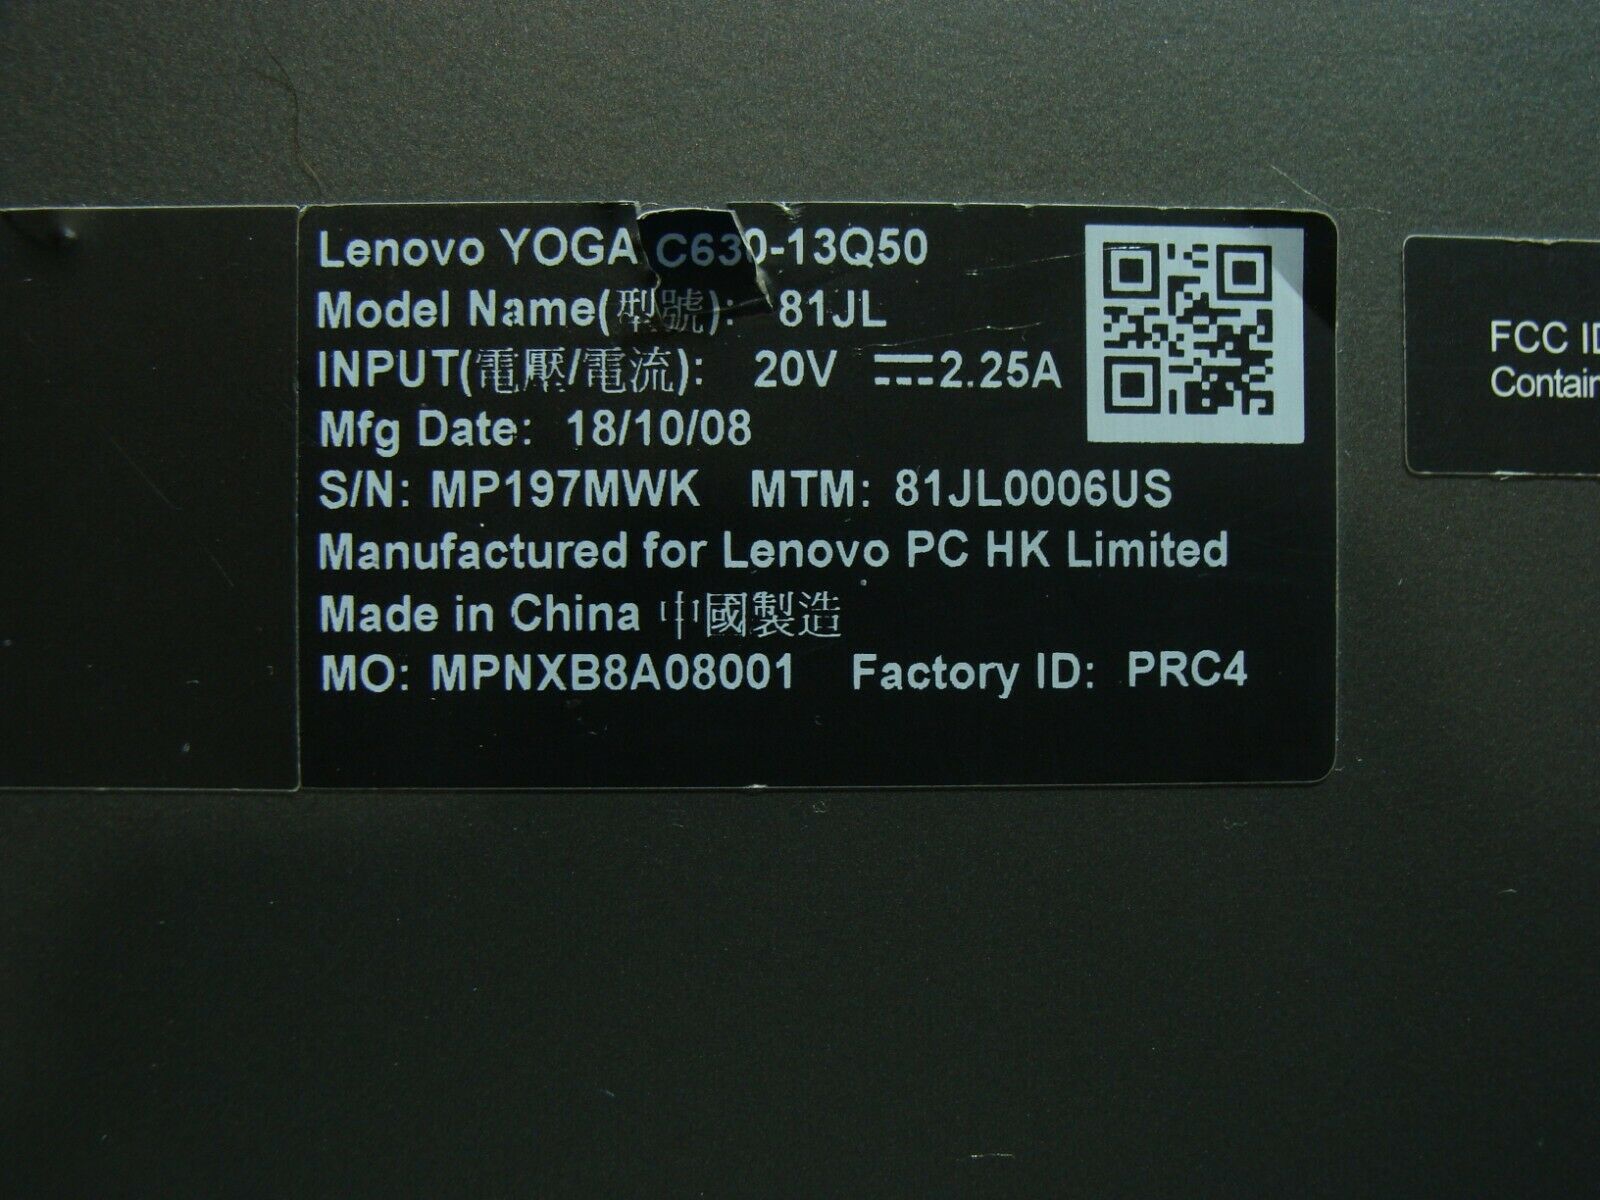 Lenovo YOGA C630-13Q50
Model Name(型號): 81JL
INPUT(電壓/電流): 20V ⎓2.25A
Mfg Date: 18/10/08
S/N: MP197MWK MTM: 81JL0006US
Manufactured for Lenovo PC HK Limited
Made in China 中國製造
MO: MPNXB8A08001 Factory ID: PRC4
FCC ID